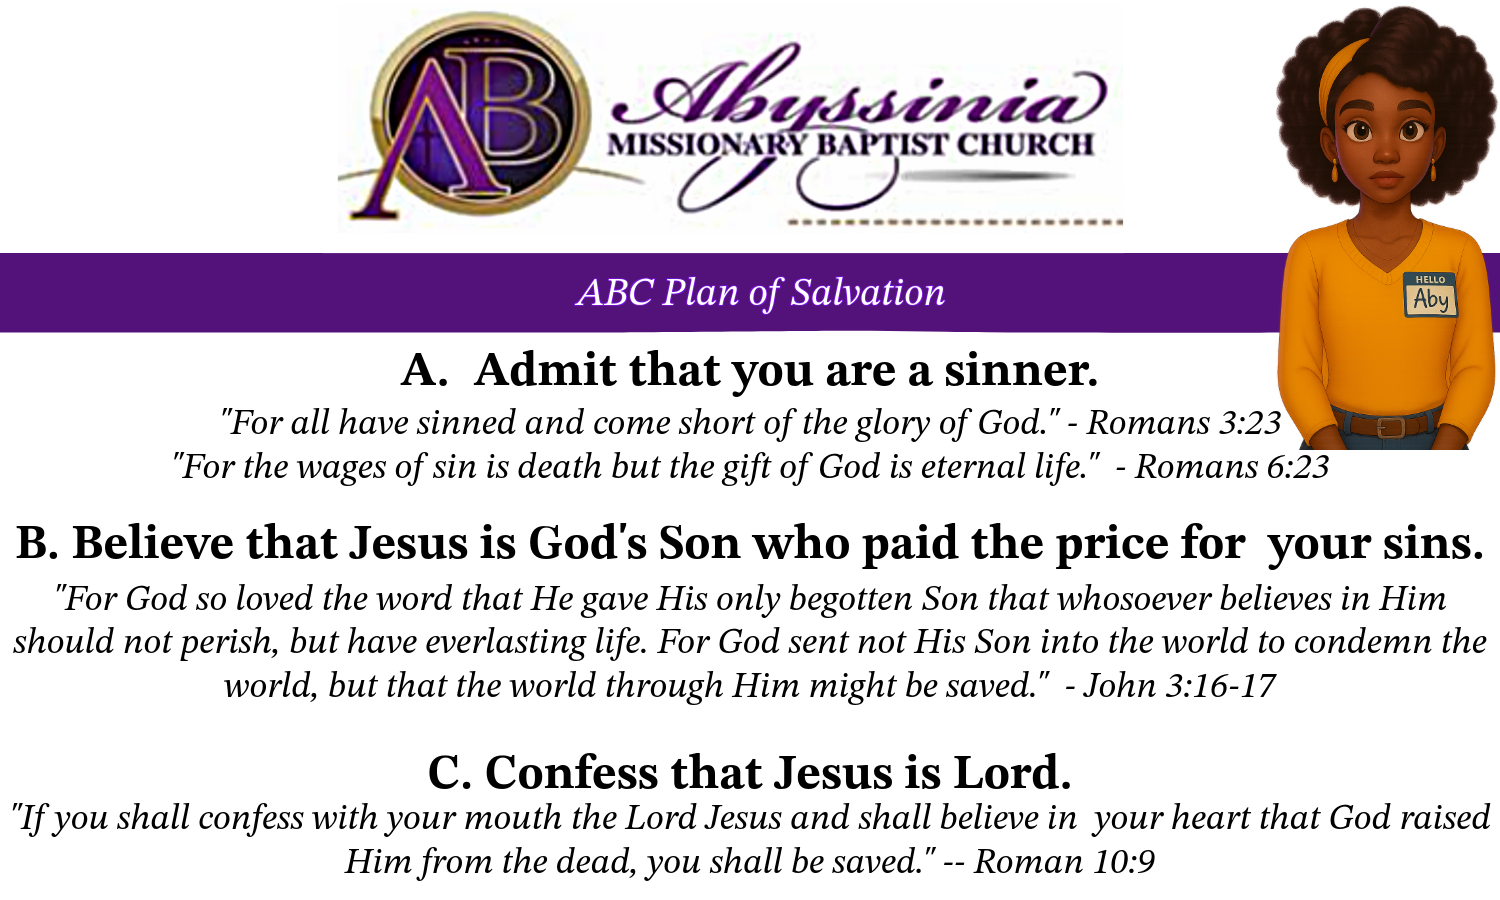 AB
Abyssinia
MISSIONARY BAPTIST CHURCH
HELLO
Aby
ABC Plan of Salvation
A.  Admit that you are a sinner.
"For all have sinned and come short of the glory of God." - Romans 3:23
"For the wages of sin is death but the gift of God is eternal life."  - Romans 6:23
B. Believe that Jesus is God's Son who paid the price for  your sins.
"For God so loved the word that He gave His only begotten Son that whosoever believes in Him
should not perish, but have everlasting life. For God sent not His Son into the world to condemn the
world, but that the world through Him might be saved."  - John 3:16-17
C. Confess that Jesus is Lord.
"If you shall confess with your mouth the Lord Jesus and shall believe in  your heart that God raised
Him from the dead, you shall be saved." -- Roman 10:9